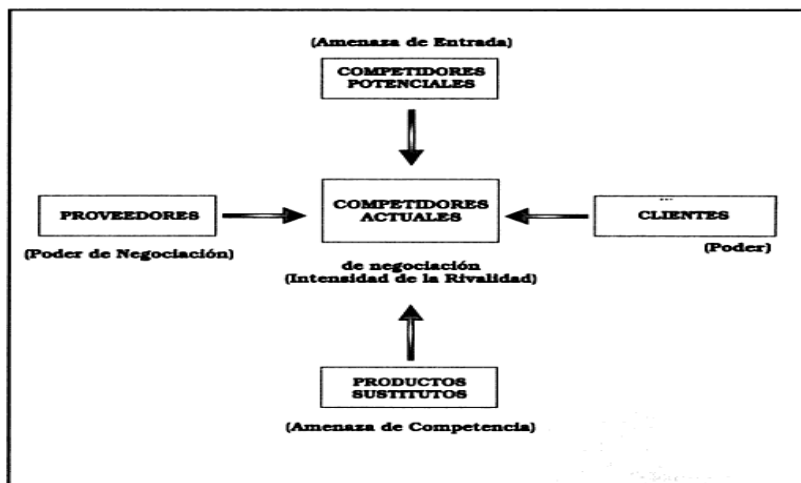 (Amenaza de Entrada)
COMPETIDORES
POTENCIALES
COMPETIDORES
ACTUALES
PROVEEDORES
CLIENTES
(Poder de Negociación)
(Poder)
de negociación
(Intensidad de la Rivalidad)
PRODUCTOS
SUSTITUTOS
(Amenaza de Competencia)